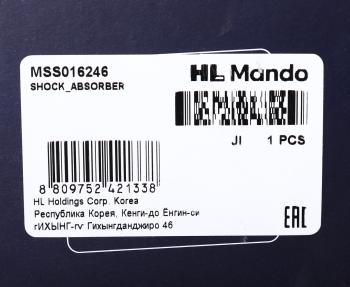 MSS016246
HL Mando
SHOCK_ABSORBER
JI 1 PCS
8 809752 421338
HL Holdings Corp. Korea
Республика Корея, Кенги-до Ёнгин-си
гИХЫНГ-гу Гихынгданджиро 46
EAC